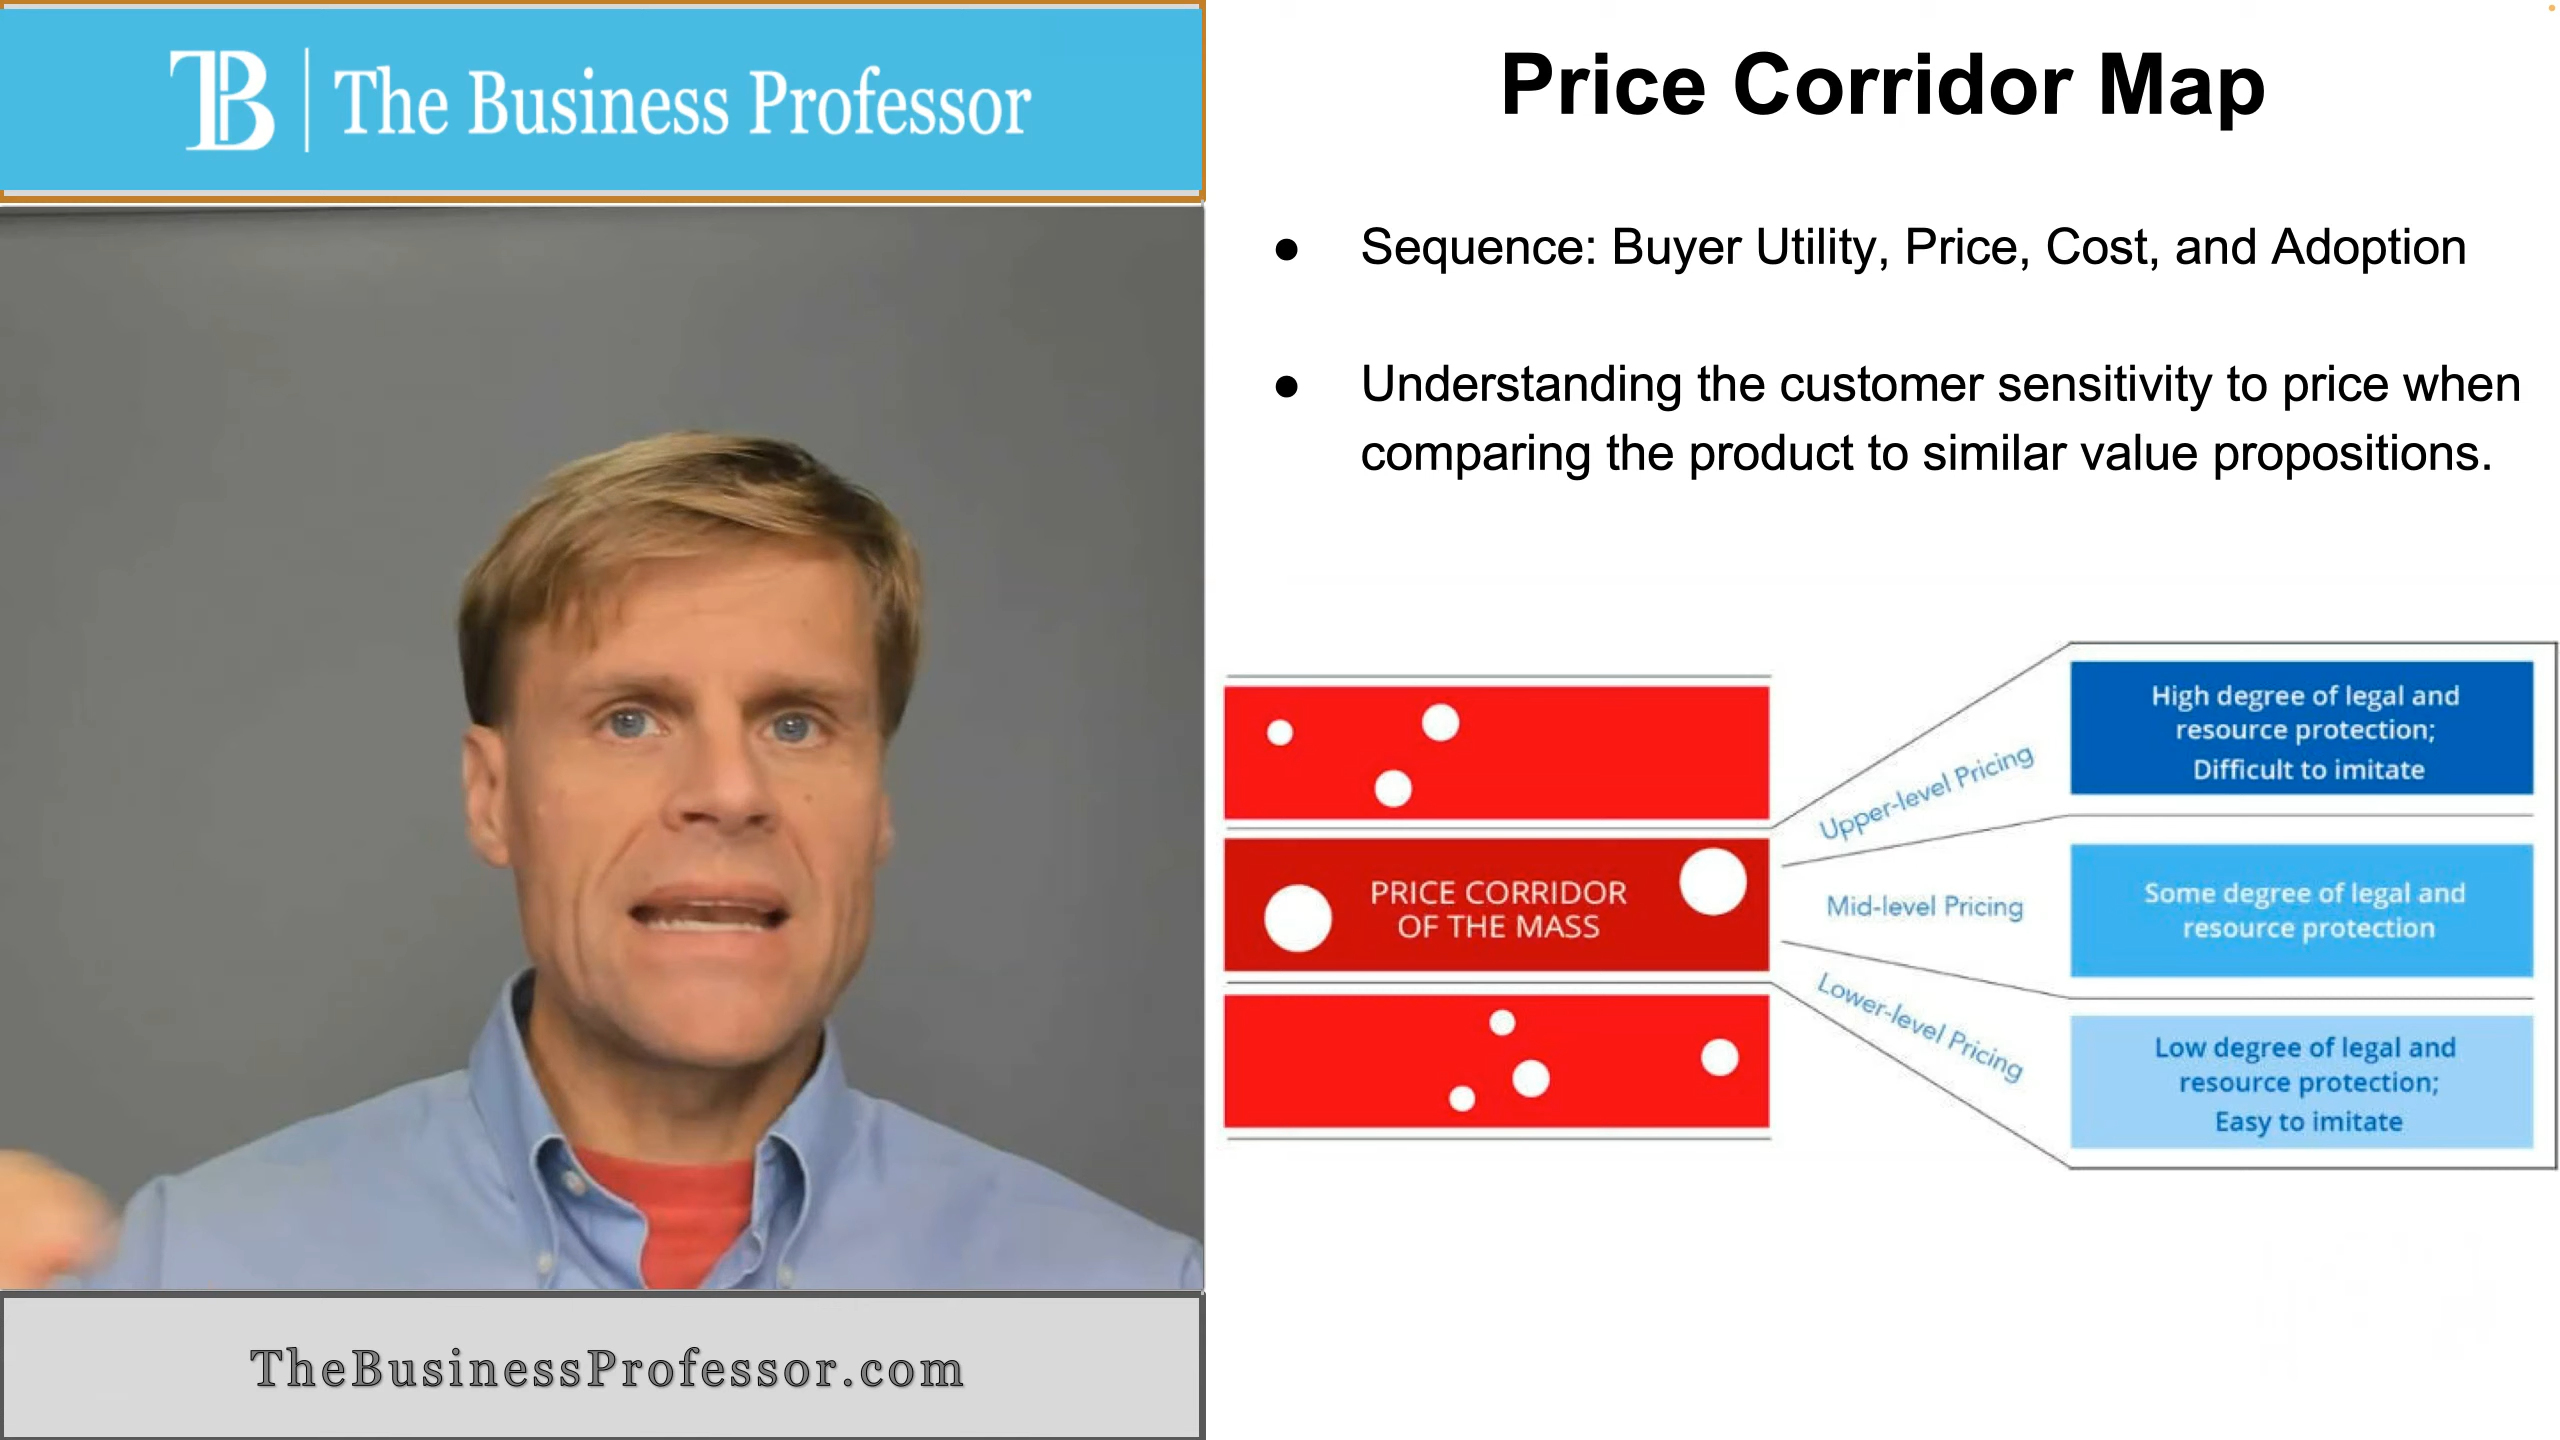 TB
The Business Professor
Price Corridor Map
● Sequence: Buyer Utility, Price, Cost, and Adoption
● Understanding the customer sensitivity to price when
comparing the product to similar value propositions.
PRICE CORRIDOR
OF THE MASS
Upper-level Pricing
Mid-level Pricing
Lower-level Pricing
High degree of legal and
resource protection;
Difficult to imitate
Some degree of legal and
resource protection
Low degree of legal and
resource protection;
Easy to imitate
TheBusinessProfessor.com